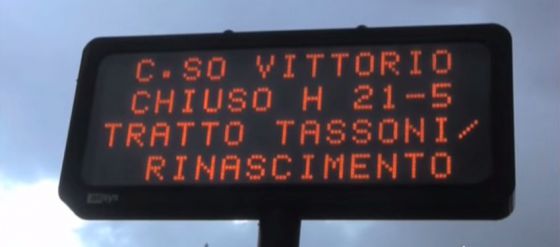 C.SO VITTORIO
CHIUSO H 21-5
TRATTO TASSONI/
RINASCIMENTO